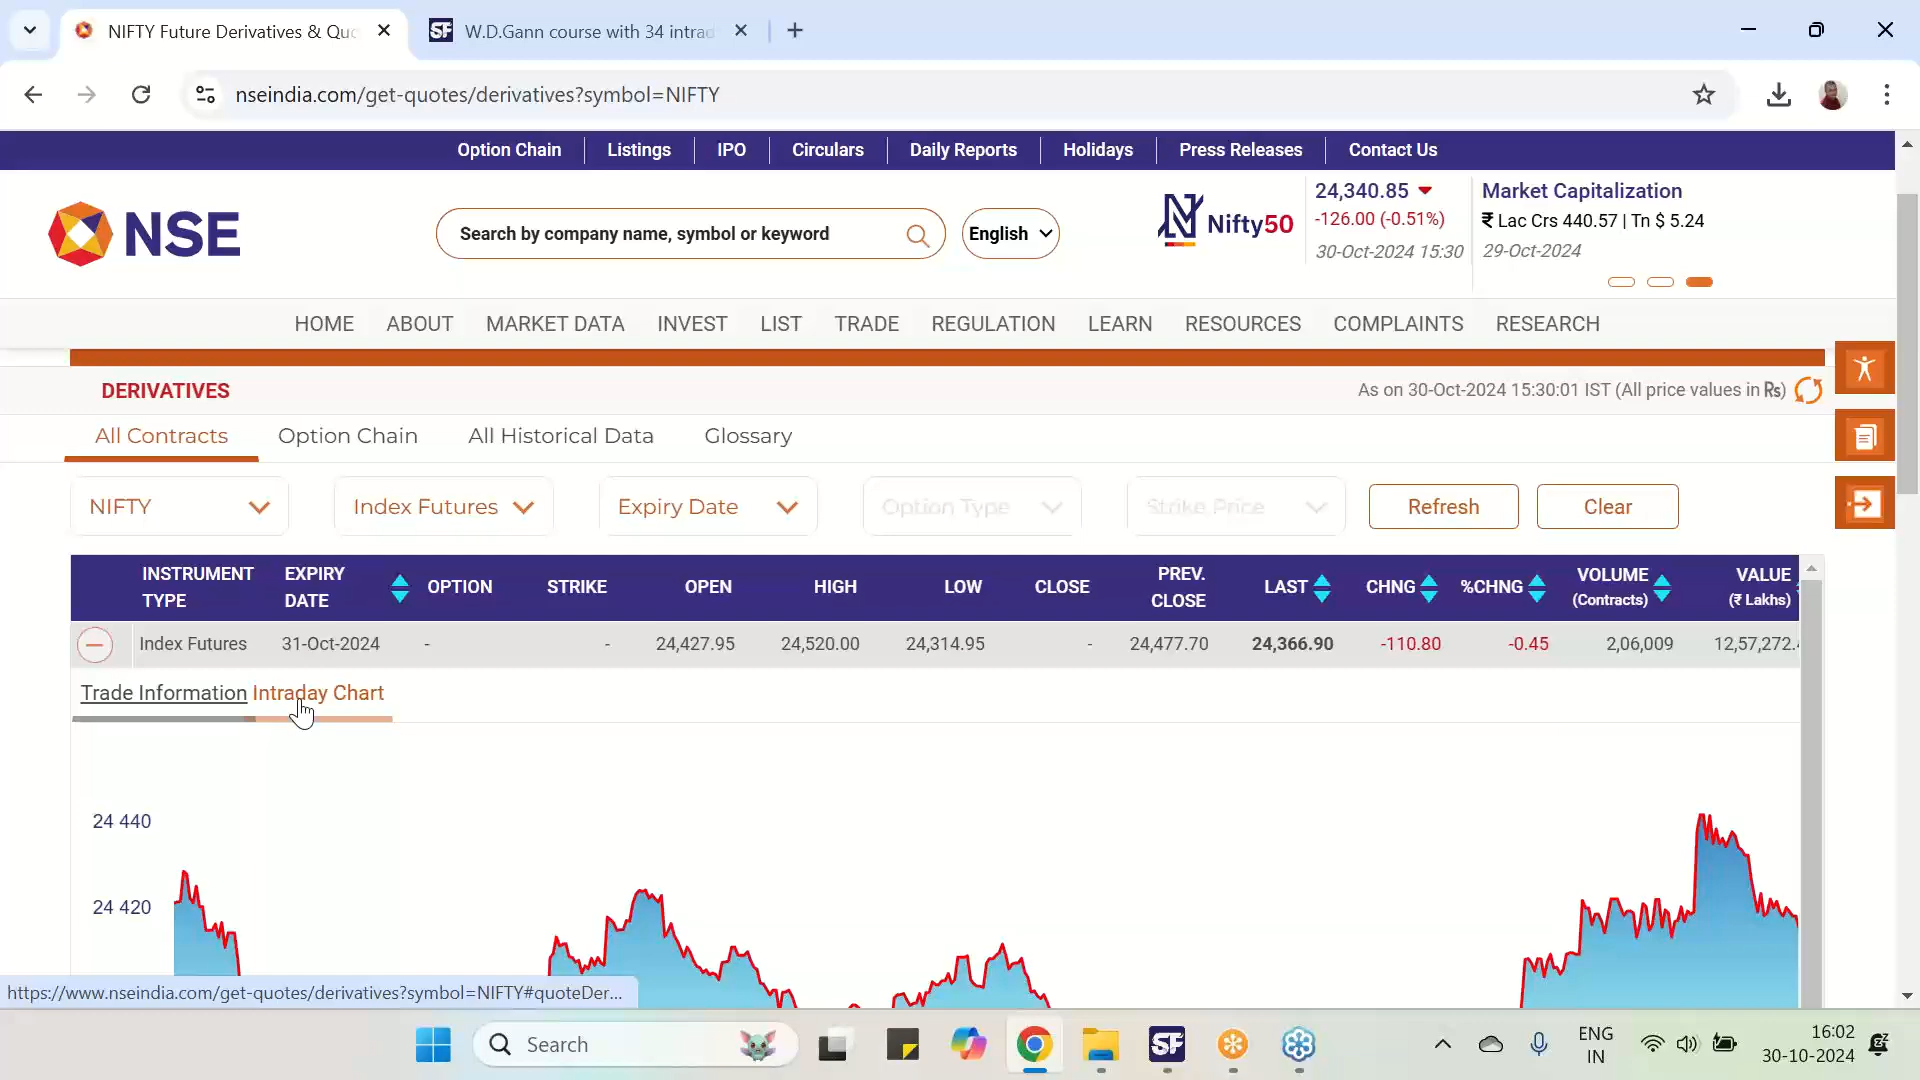 NIFTY Future Derivatives & Quo
W.D.Gann course with 34 intrad
nseindia.com/get-quotes/derivatives?symbol=NIFTY
Option Chain
Listings
IPO
Circulars
Daily Reports
Holidays
Press Releases
Contact Us
NSE
Search by company name, symbol or keyword
English
Nifty50
24,340.85
-126.00 (-0.51%)
30-Oct-2024 15:30
Market Capitalization
₹ Lac Crs 440.57 | Tn $ 5.24
29-Oct-2024
HOME
ABOUT
MARKET DATA
INVEST
LIST
TRADE
REGULATION
LEARN
RESOURCES
COMPLAINTS
RESEARCH
DERIVATIVES
As on 30-Oct-2024 15:30:01 IST (All price values in Rs)
All Contracts
Option Chain
All Historical Data
Glossary
NIFTY
Index Futures
Expiry Date
Option Type
Strike Price
Refresh
Clear
INSTRUMENT TYPE
EXPIRY DATE
OPTION
STRIKE
OPEN
HIGH
LOW
CLOSE
PREV. CLOSE
LAST
CHNG
%CHNG
VOLUME (Contracts)
VALUE (₹ Lakhs)
Index Futures
31-Oct-2024
-
-
24,427.95
24,520.00
24,314.95
-
24,477.70
24,366.90
-110.80
-0.45
2,06,009
12,57,272.
Trade Information
Intraday Chart
24 440
24 420
https://www.nseindia.com/get-quotes/derivatives?symbol=NIFTY#quoteDer...
Search
SF
ENG
IN
16:02
30-10-2024